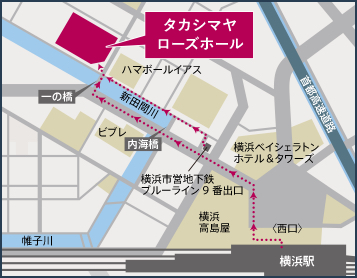 タカシマヤ
ローズホール
ハマボールイアス
一の橋
新田間川
首都高速道路
ビブレ
内海橋
横浜ベイシェラトン
ホテル&タワーズ
横浜市営地下鉄
ブルーライン9番出口
横浜
高島屋
〈西口〉
帷子川
横浜駅